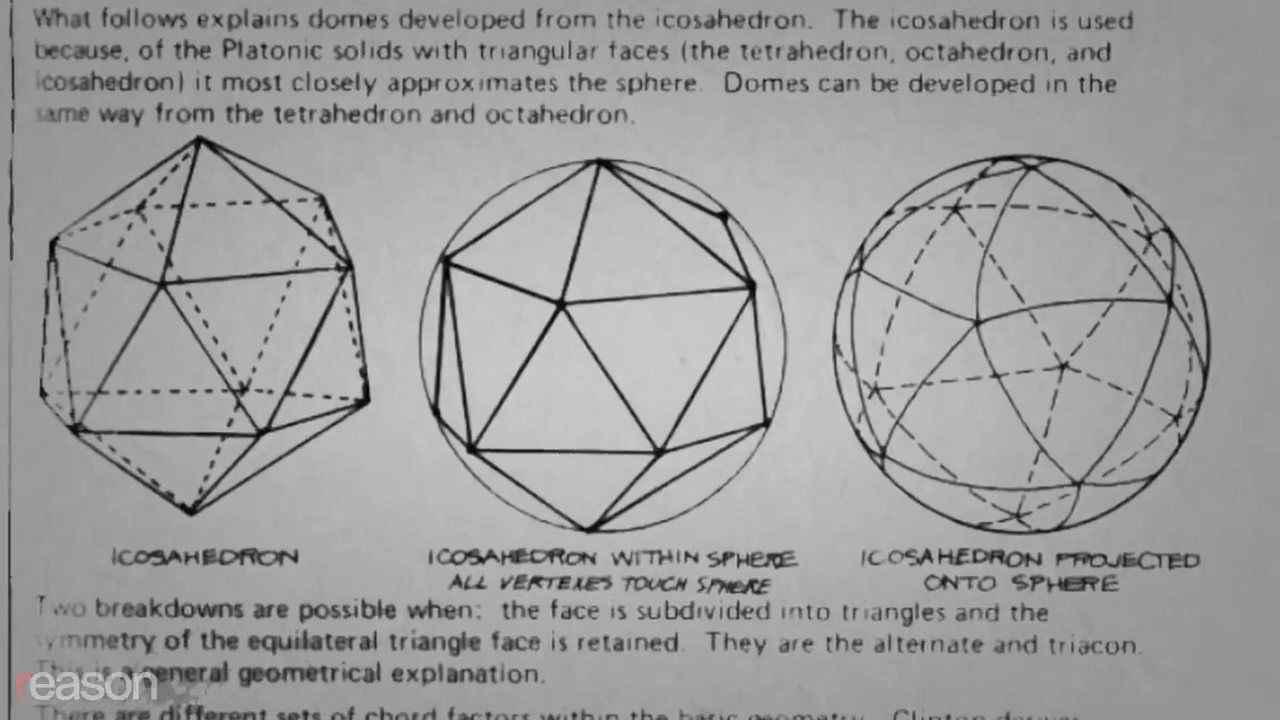 What follows explains domes developed from the icosahedron. The icosahedron is used
because, of the Platonic solids with triangular faces (the tetrahedron, octahedron, and
icosahedron) it most closely approximates the sphere. Domes can be developed in the
same way from the tetrahedron and octahedron.
ICOSAHEDRON
ICOSAHEDRON WITHIN SPHERE
ALL VERTEXES TOUCH SPHERE
ICOSAHEDRON PROJECTED
ONTO SPHERE
Two breakdowns are possible when: the face is subdivided into triangles and the
symmetry of the equilateral triangle face is retained. They are the alternate and triacon.
This is a general geometrical explanation.
reason
There are different sets of chord factors within the basic geometry. Clinton